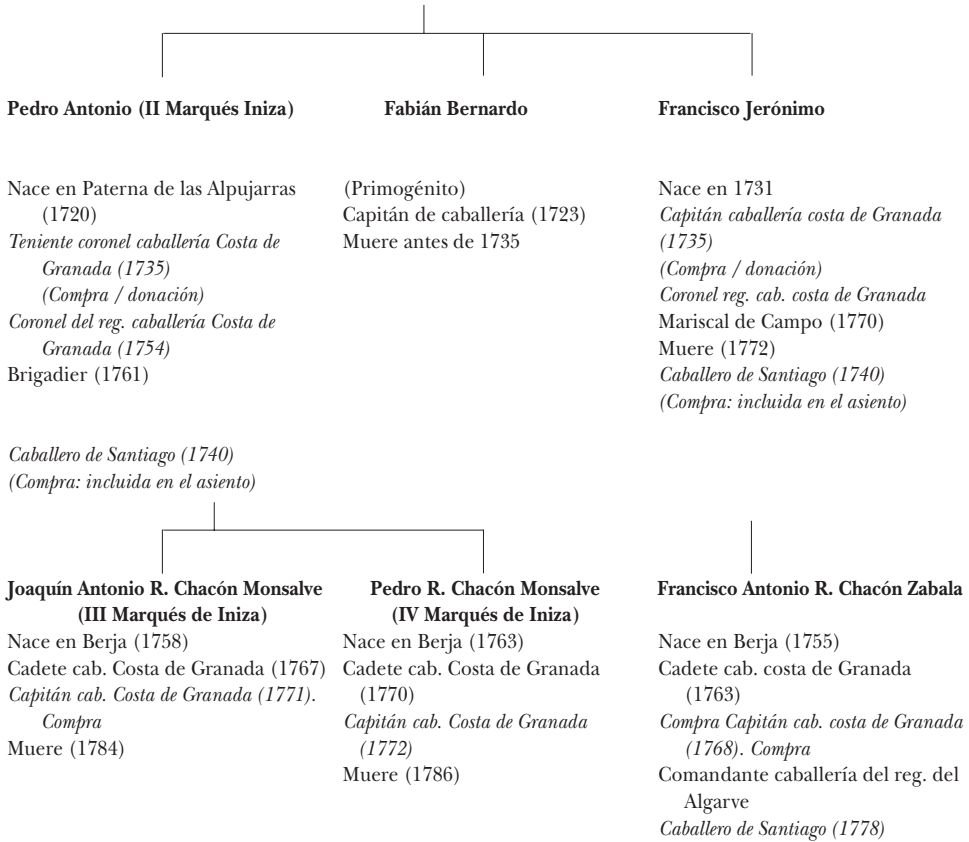 Pedro Antonio (II Marqués Iniza)
Nace en Paterna de las Alpujarras
(1720)
Teniente coronel caballería Costa de
Granada (1735)
(Compra / donación)
Coronel del reg. caballería Costa de
Granada (1754)
Brigadier (1761)
Caballero de Santiago (1740)
(Compra: incluida en el asiento)
Fabián Bernardo
(Primogénito)
Capitán de caballería (1723)
Muere antes de 1735
Francisco Jerónimo
Nace en 1731
Capitán caballería costa de Granada
(1735)
(Compra / donación)
Coronel reg. cab. costa de Granada
Mariscal de Campo (1770)
Muere (1772)
Caballero de Santiago (1740)
(Compra: incluida en el asiento)
Joaquín Antonio R. Chacón Monsalve
(III Marqués de Iniza)
Nace en Berja (1758)
Cadete cab. Costa de Granada (1767)
Capitán cab. Costa de Granada (1771).
Compra
Muere (1784)
Pedro R. Chacón Monsalve
(IV Marqués de Iniza)
Nace en Berja (1763)
Cadete cab. Costa de Granada
(1770)
Capitán cab. Costa de Granada
(1772)
Muere (1786)
Francisco Antonio R. Chacón Zabala
Nace en Berja (1755)
Cadete cab. costa de Granada
(1763)
Compra Capitán cab. costa de Granada
(1768). Compra
Comandante caballería del reg. del
Algarve
Caballero de Santiago (1778)